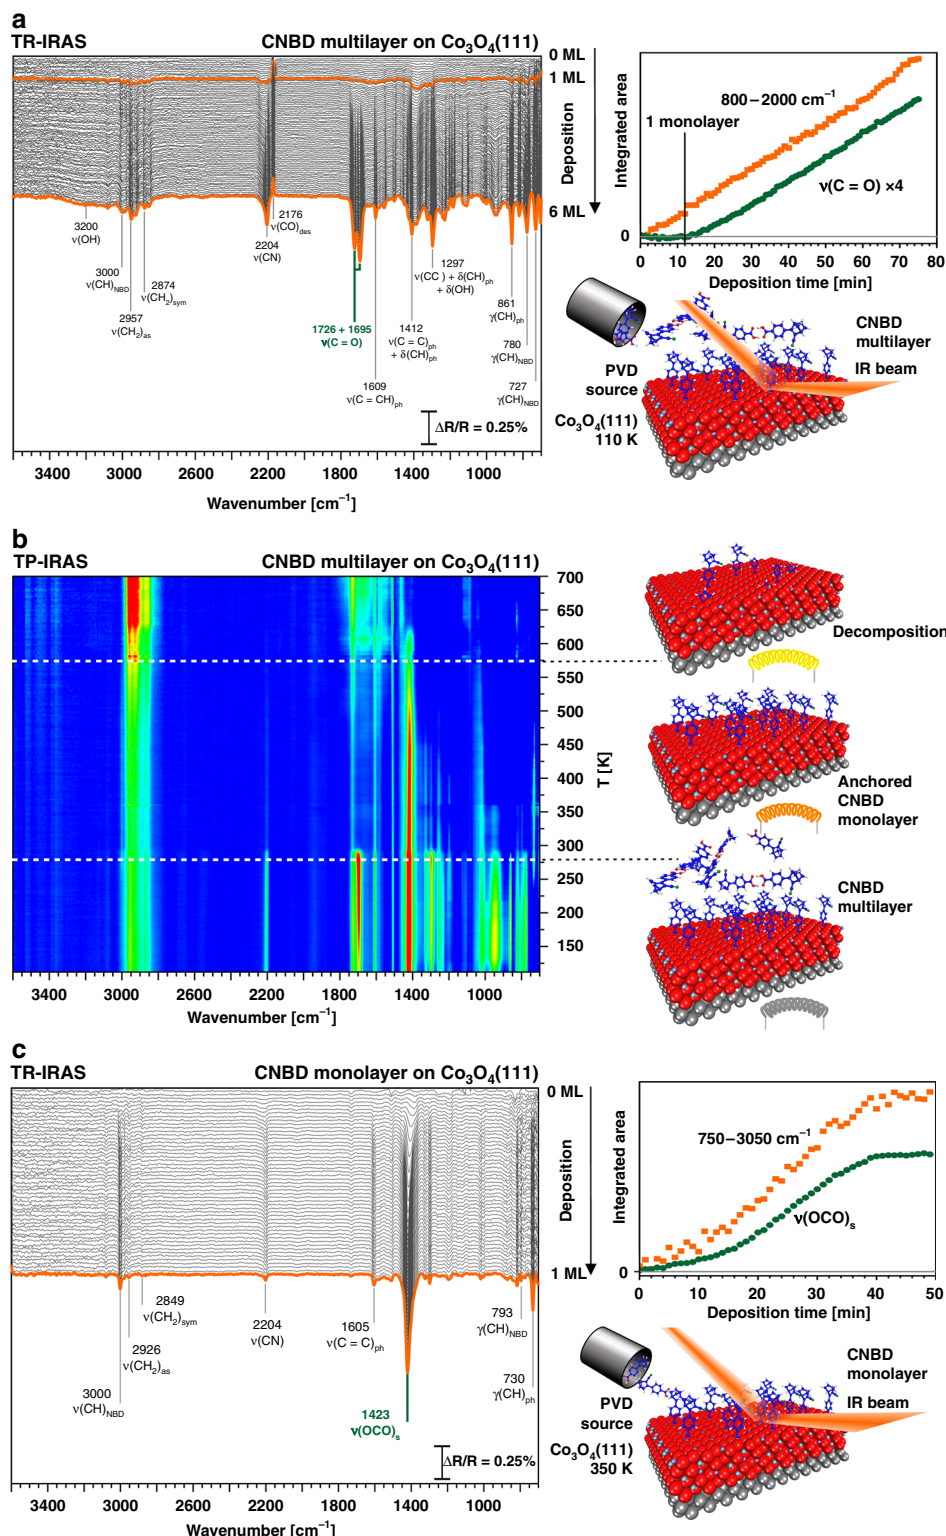 a
TR-IRAS
CNBD multilayer on Co₃O₄(111)
0 ML
1 ML
Deposition
6 ML
3200
ν(OH)
3000
ν(CH)NBD
2957
ν(CH₂)as
2874
ν(CH₂)sym
2204
ν(CN)
2176
ν(CO)des
1726 + 1695
ν(C = O)
1609
ν(C = CH)ph
1412
ν(C = C)ph
+ δ(CH)ph
1297
ν(CC ) + δ(CH)ph
+ δ(OH)
861
γ(CH)ph
780
γ(CH)NBD
727
γ(CH)NBD
ΔR/R = 0.25%
3400 3000 2600 2200 1800 1400 1000
Wavenumber [cm⁻¹]
Integrated area
0
800–2000 cm⁻¹
1 monolayer
ν(C = O) ×4
0 10 20 30 40 50 60 70 80
Deposition time [min]
CNBD
multilayer
IR beam
PVD
source
Co₃O₄(111)
110 K
b
TP-IRAS
CNBD multilayer on Co₃O₄(111)
700
650
600
550
500
450
400
350
300
250
200
150
T [K]
3400 3000 2600 2200 1800 1400 1000
Wavenumber [cm⁻¹]
Decomposition
Anchored
CNBD
monolayer
CNBD
multilayer
c
TR-IRAS
CNBD monolayer on Co₃O₄(111)
0 ML
Deposition
1 ML
3000
ν(CH)NBD
2926
ν(CH₂)as
2849
ν(CH₂)sym
2204
ν(CN)
1605
ν(C = C)ph
1423
ν(OCO)s
793
γ(CH)NBD
730
γ(CH)ph
ΔR/R = 0.25%
3400 3000 2600 2200 1800 1400 1000
Wavenumber [cm⁻¹]
Integrated area
0
750–3050 cm⁻¹
ν(OCO)s
0 10 20 30 40 50
Deposition time [min]
CNBD
monolayer
IR beam
PVD
source
Co₃O₄(111)
350 K